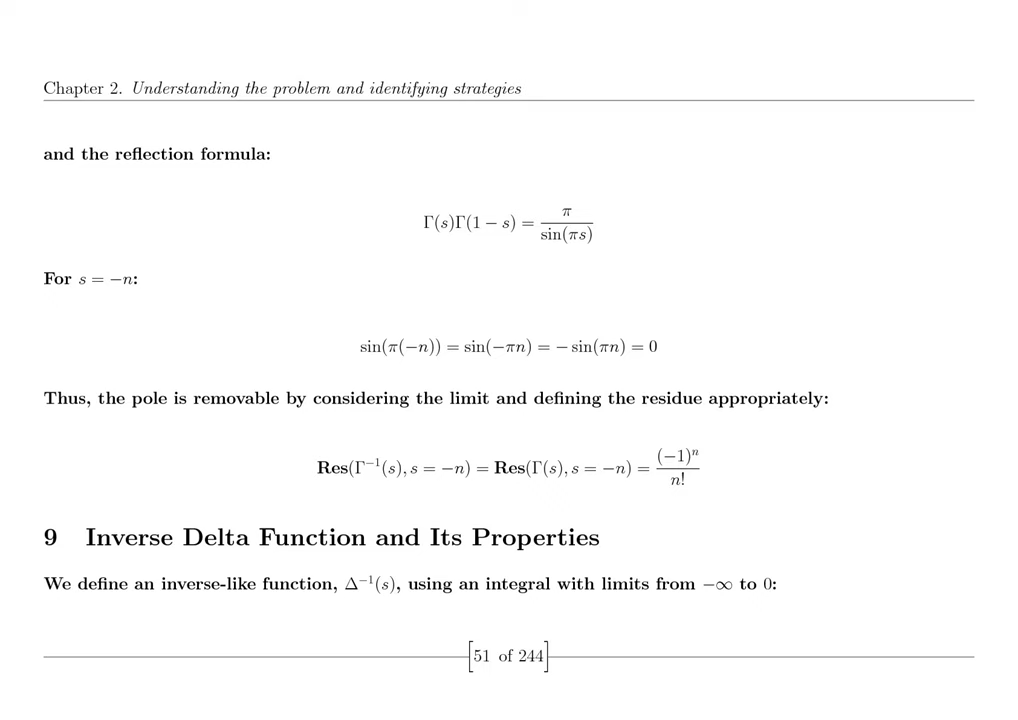 Chapter 2. Understanding the problem and identifying strategies
and the reflection formula:
Γ(s)Γ(1 − s) = π / sin(πs)
For s = −n:
sin(π(−n)) = sin(−πn) = − sin(πn) = 0
Thus, the pole is removable by considering the limit and defining the residue appropriately:
Res(Γ⁻¹(s), s = −n) = Res(Γ(s), s = −n) = (−1)ⁿ / n!
9 Inverse Delta Function and Its Properties
We define an inverse-like function, Δ⁻¹(s), using an integral with limits from −∞ to 0:
[51 of 244]